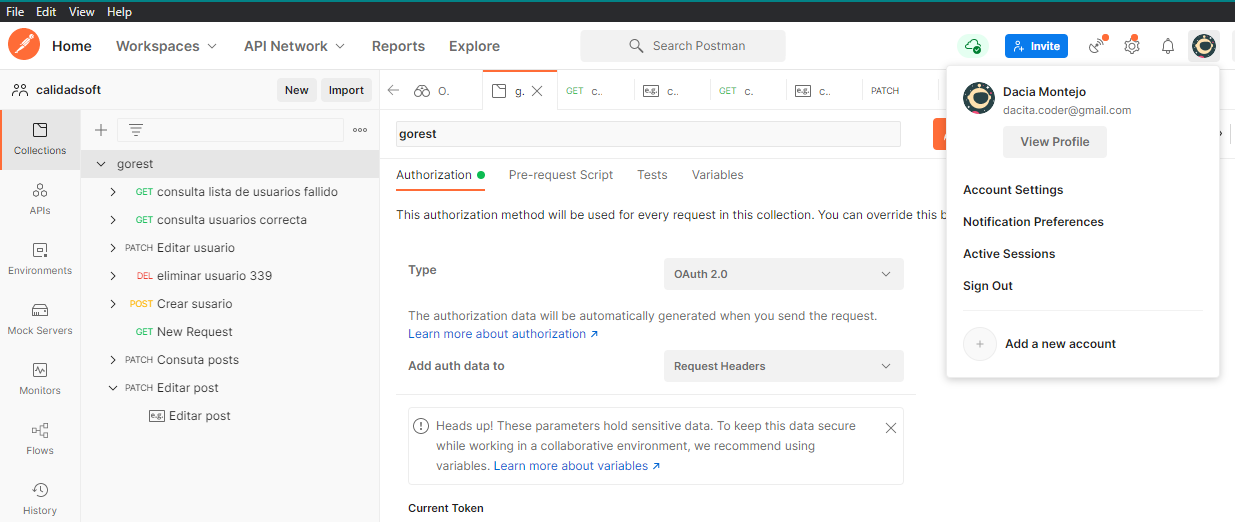 File Edit View Help
Home Workspaces API Network Reports Explore Search Postman Invite
calidadsoft New Import
O. g. GET c.. e.g. c.. GET c. e.g. c.. PATCH
Collections
APIs
Environments
Mock Servers
Monitors
Flows
History
gorest
GET consulta lista de usuarios fallido
GET consulta usuarios correcta
PATCH Editar usuario
DEL eliminar usuario 339
POST Crear susario
GET New Request
PATCH Consuta posts
PATCH Editar post
e.g. Editar post
gorest
Authorization Pre-request Script Tests Variables
This authorization method will be used for every request in this collection. You can override this b
Type OAuth 2.0
The authorization data will be automatically generated when you send the request.
Learn more about authorization ↗
Add auth data to Request Headers
Heads up! These parameters hold sensitive data. To keep this data secure
while working in a collaborative environment, we recommend using
variables. Learn more about variables ↗
Current Token
Dacia Montejo
dacita.coder@gmail.com
View Profile
Account Settings
Notification Preferences
Active Sessions
Sign Out
Add a new account